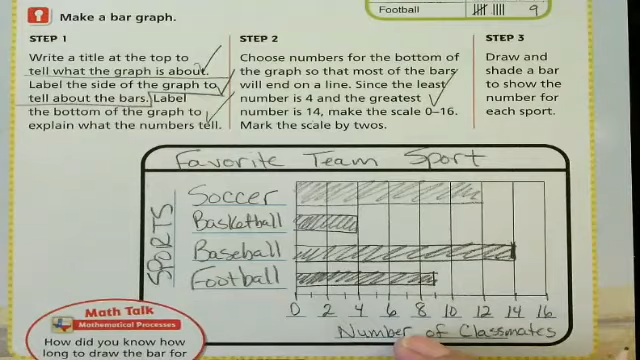 Make a bar graph.
Football 9
STEP 1
Write a title at the top to
tell what the graph is about.
Label the side of the graph to
tell about the bars. Label
the bottom of the graph to
explain what the numbers tell.
STEP 2
Choose numbers for the bottom of
the graph so that most of the bars
will end on a line. Since the least
number is 4 and the greatest
number is 14, make the scale 0–16.
Mark the scale by twos.
STEP 3
Draw and
shade a bar
to show the
number for
each sport.
Favorite Team Sport
SPORTS
Soccer
Basketball
Baseball
Football
0 2 4 6 8 10 12 14 16
Number of Classmates
Math Talk
Mathematical Processes
How did you know how
long to draw the bar for